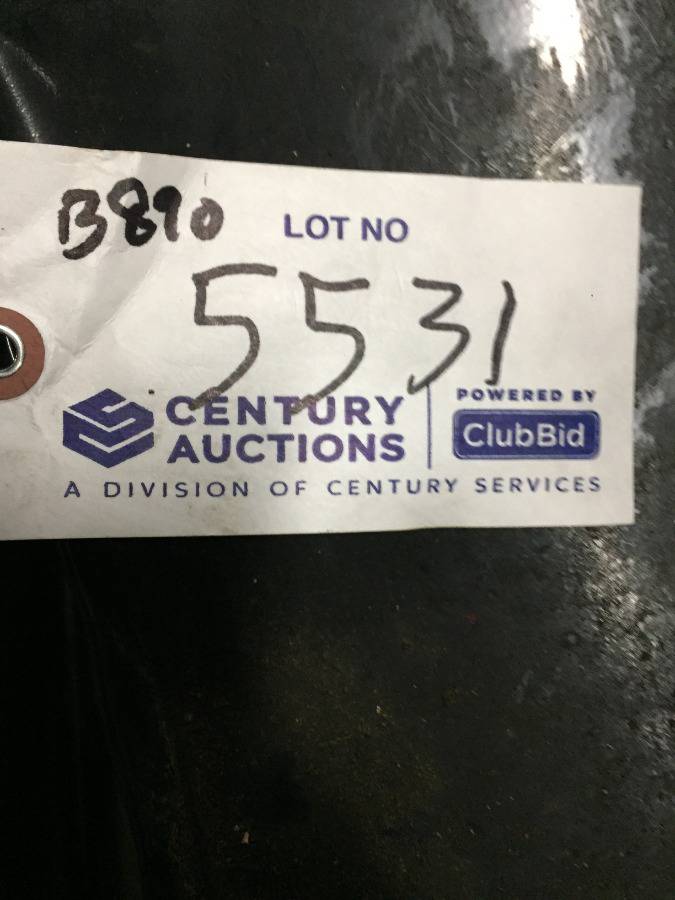 B890 LOT NO
5531
CENTURY
AUCTIONS
POWERED BY
ClubBid
A DIVISION OF CENTURY SERVICES